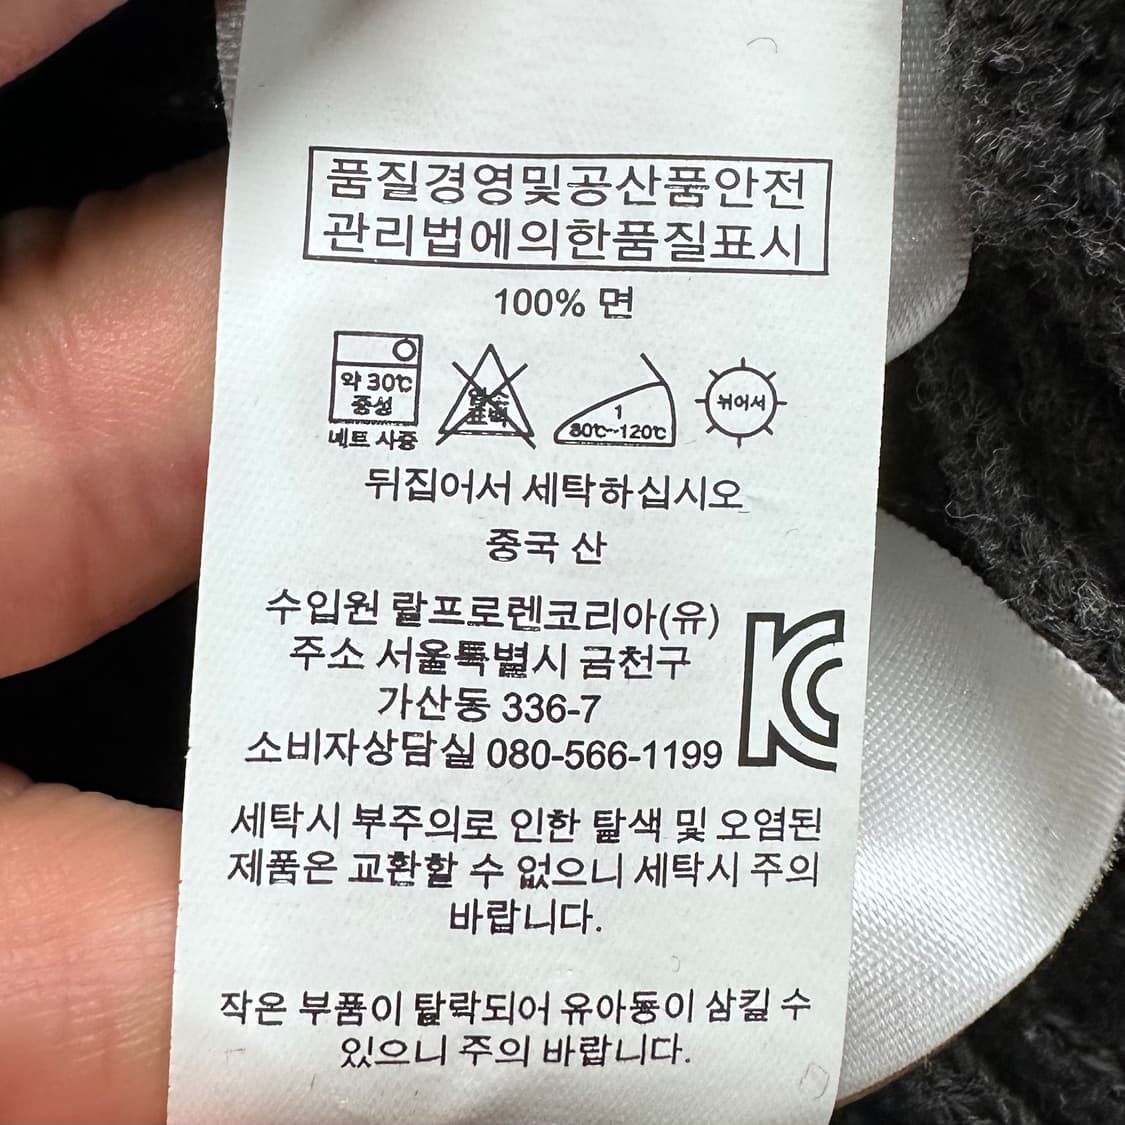 품질경영및공산품안전
관리법에의한품질표시
100% 면
약 30℃
중성
네트 사용
염소
표백
1
80℃~120℃
뉘어서
뒤집어서 세탁하십시오
중국 산
수입원 랄프로렌코리아(유)
주소 서울특별시 금천구
가산동 336-7
소비자상담실 080-566-1199
세탁시 부주의로 인한 탈색 및 오염된
제품은 교환할 수 없으니 세탁시 주의
바랍니다.
작은 부품이 탈락되어 유아동이 삼킬 수
있으니 주의 바랍니다.